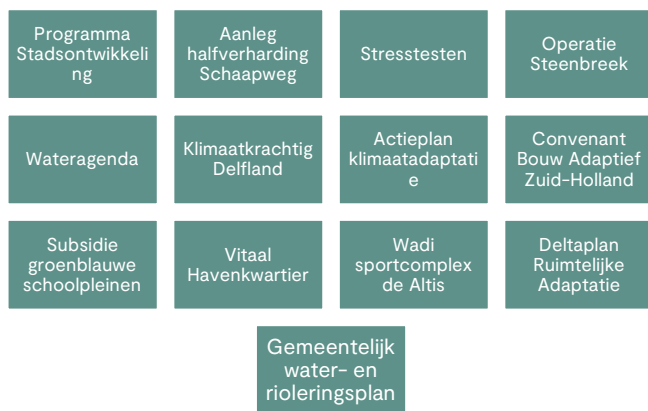 Programma
Stadsontwikkeli
ng
Aanleg
halfverharding
Schaapweg
Stresstesten
Operatie
Steenbreek
Wateragenda
Klimaatkrachtig
Delfland
Actieplan
klimaatadaptati
e
Convenant
Bouw Adaptief
Zuid-Holland
Subsidie
groenblauwe
schoolpleinen
Vitaal
Havenkwartier
Wadi
sportcomplex
de Altis
Deltaplan
Ruimtelijke
Adaptatie
Gemeentelijk
water- en
rioleringsplan